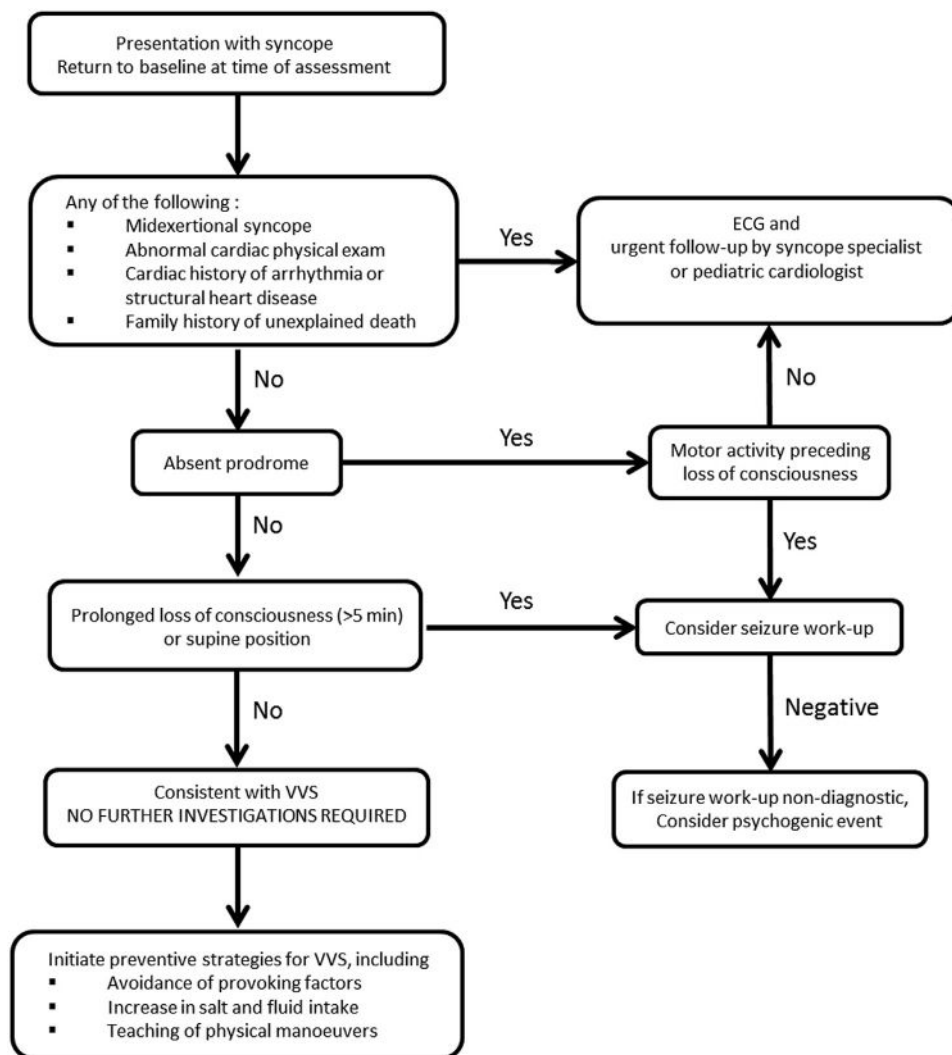 Presentation with syncope
Return to baseline at time of assessment
Any of the following :
▪ Midexertional syncope
▪ Abnormal cardiac physical exam
▪ Cardiac history of arrhythmia or
structural heart disease
▪ Family history of unexplained death
Yes
ECG and
urgent follow-up by syncope specialist
or pediatric cardiologist
No
No
Absent prodrome
Yes
Motor activity preceding
loss of consciousness
No
Yes
Prolonged loss of consciousness (>5 min)
or supine position
Yes
Consider seizure work-up
No
Negative
Consistent with VVS
NO FURTHER INVESTIGATIONS REQUIRED
If seizure work-up non-diagnostic,
Consider psychogenic event
Initiate preventive strategies for VVS, including
▪ Avoidance of provoking factors
▪ Increase in salt and fluid intake
▪ Teaching of physical manoeuvers